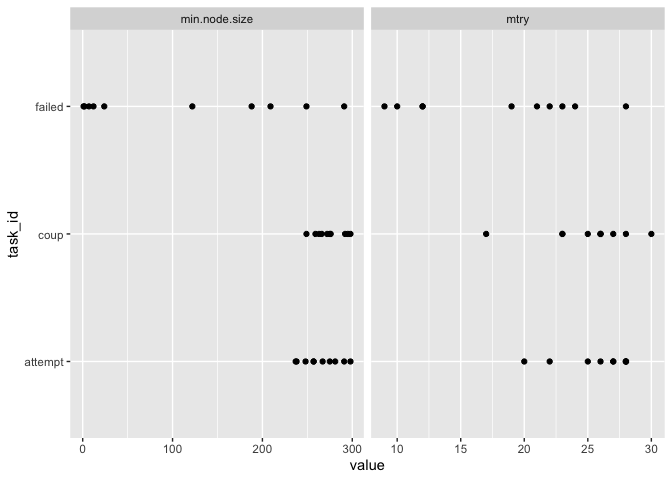 min.node.size mtry
failed
coup
attempt
task_id
0 100 200 300 10 15 20 25 30
value